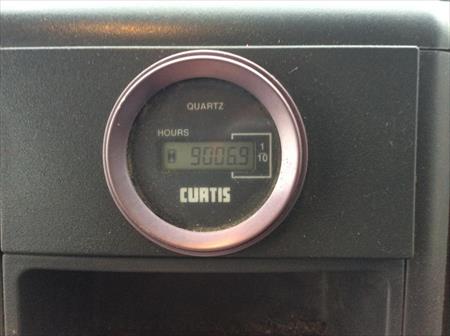 QUARTZ
HOURS
1
9006.9 10
CURTIS